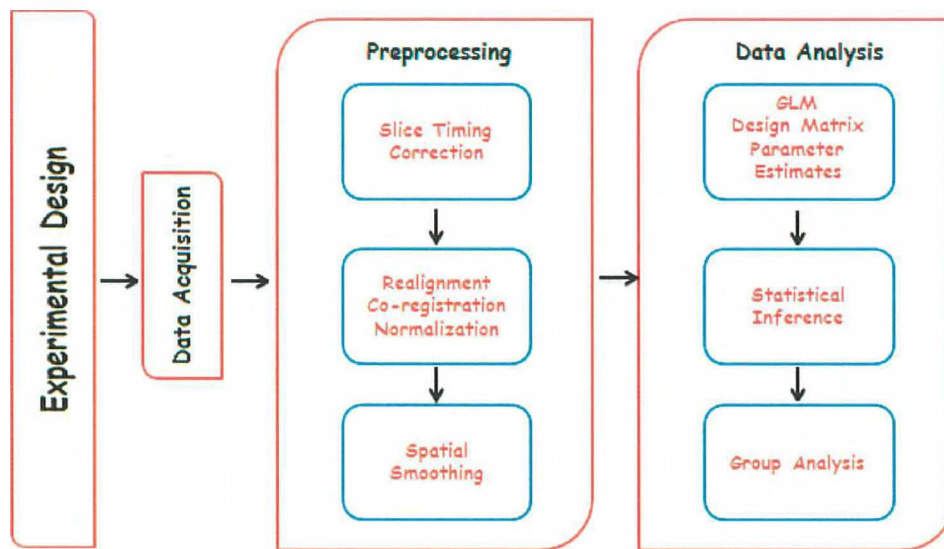 Experimental Design
Data Acquisition
Preprocessing
Slice Timing
Correction
Realignment
Co-registration
Normalization
Spatial
Smoothing
Data Analysis
GLM
Design Matrix
Parameter
Estimates
Statistical
Inference
Group Analysis